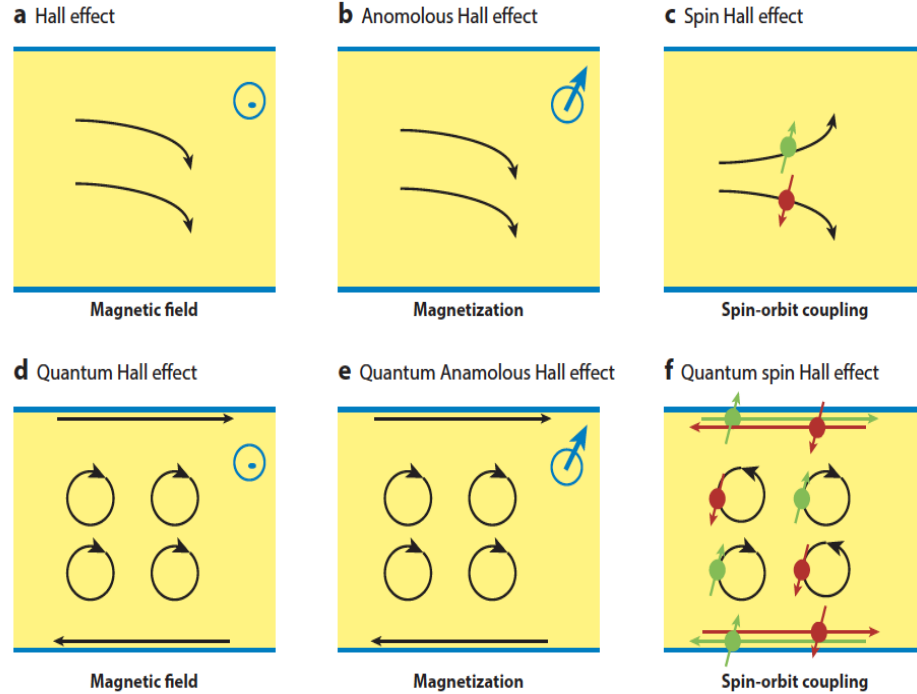 a Hall effect
b Anomolous Hall effect
c Spin Hall effect
Magnetic field
Magnetization
Spin-orbit coupling
d Quantum Hall effect
e Quantum Anamolous Hall effect
f Quantum spin Hall effect
Magnetic field
Magnetization
Spin-orbit coupling